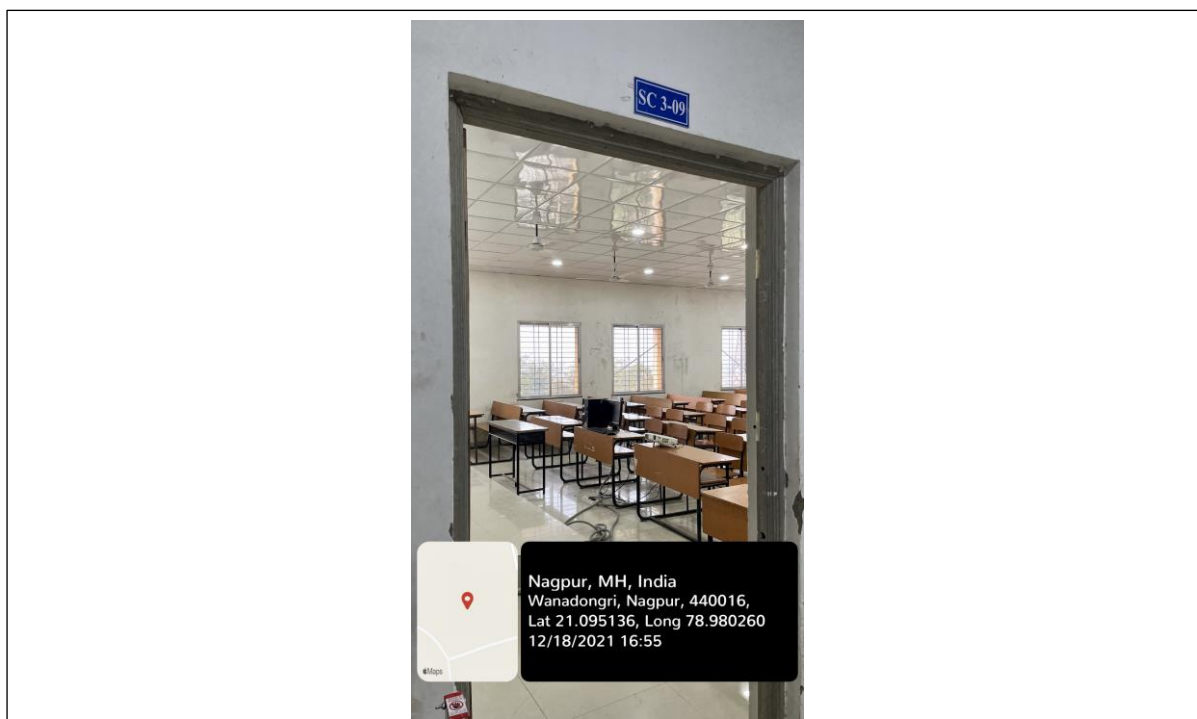 SC 3-09
Nagpur, MH, India
Wanadongri, Nagpur, 440016,
Lat 21.095136, Long 78.980260
12/18/2021 16:55
Maps